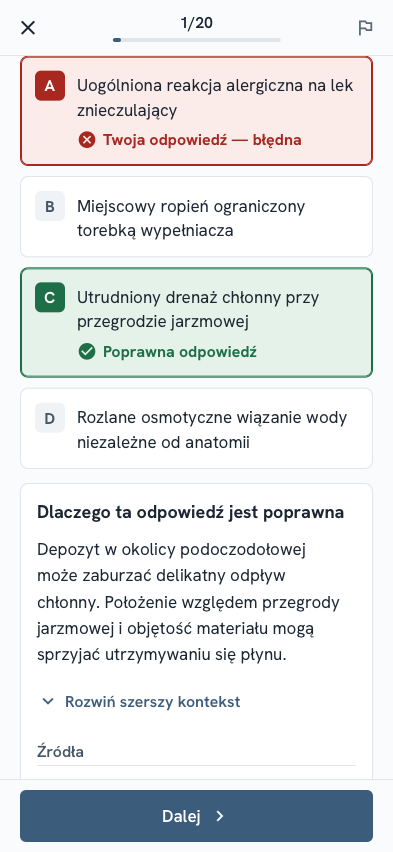 1/20
A
Uogólniona reakcja alergiczna na lek
znieczulający
Twoja odpowiedź — błędna
B
Miejscowy ropień ograniczony
torebką wypełniacza
C
Utrudniony drenaż chłonny przy
przegrodzie jarzmowej
Poprawna odpowiedź
D
Rozlane osmotyczne wiązanie wody
niezależne od anatomii
Dlaczego ta odpowiedź jest poprawna
Depozyt w okolicy podoczodołowej
może zaburzać delikatny odpływ
chłonny. Położenie względem przegrody
jarzmowej i objętość materiału mogą
sprzyjać utrzymywaniu się płynu.
Rozwiń szerszy kontekst
Źródła
Dalej